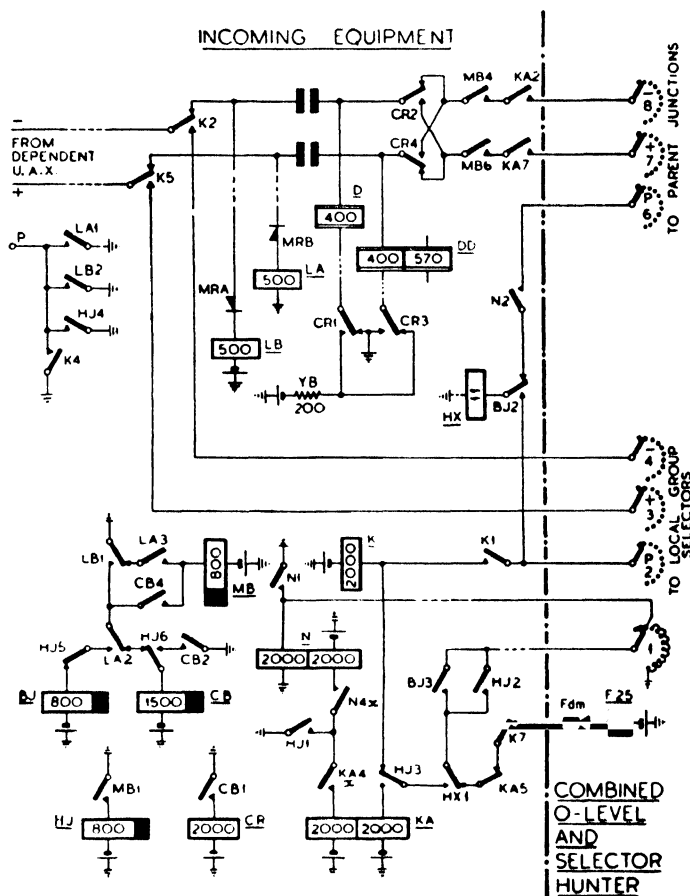 INCOMING EQUIPMENT
MB4
KA2
-
8
CR2
-
K2
FROM
DEPENDENT
U.A.X.
+
K5
CR4
MB6
KA7
+
7
P
6
TO PARENT JUNCTIONS
D
400
DD
400
570
P
LA1
LB2
HJ4
K4
MRB
LA
500
MRA
LB
500
CR1
CR3
N2
YB
200
HX
BJ2
-
4
+
3
P
2
TO LOCAL GROUP
SELECTORS
LB1
LA3
CB4
800
MB
N1
K
2000
K1
HJ5
LA2
HJ6
CB2
N
2000
2000
1
BJ
800
1500
CB
N4x
BJ3
HJ2
Fdm
F.25
HJ1
K7
KA4
x
HJ3
HX1
KA5
MB1
CB1
HJ
800
2000
CR
2000
2000
KA
COMBINED
O-LEVEL
AND
SELECTOR
HUNTER